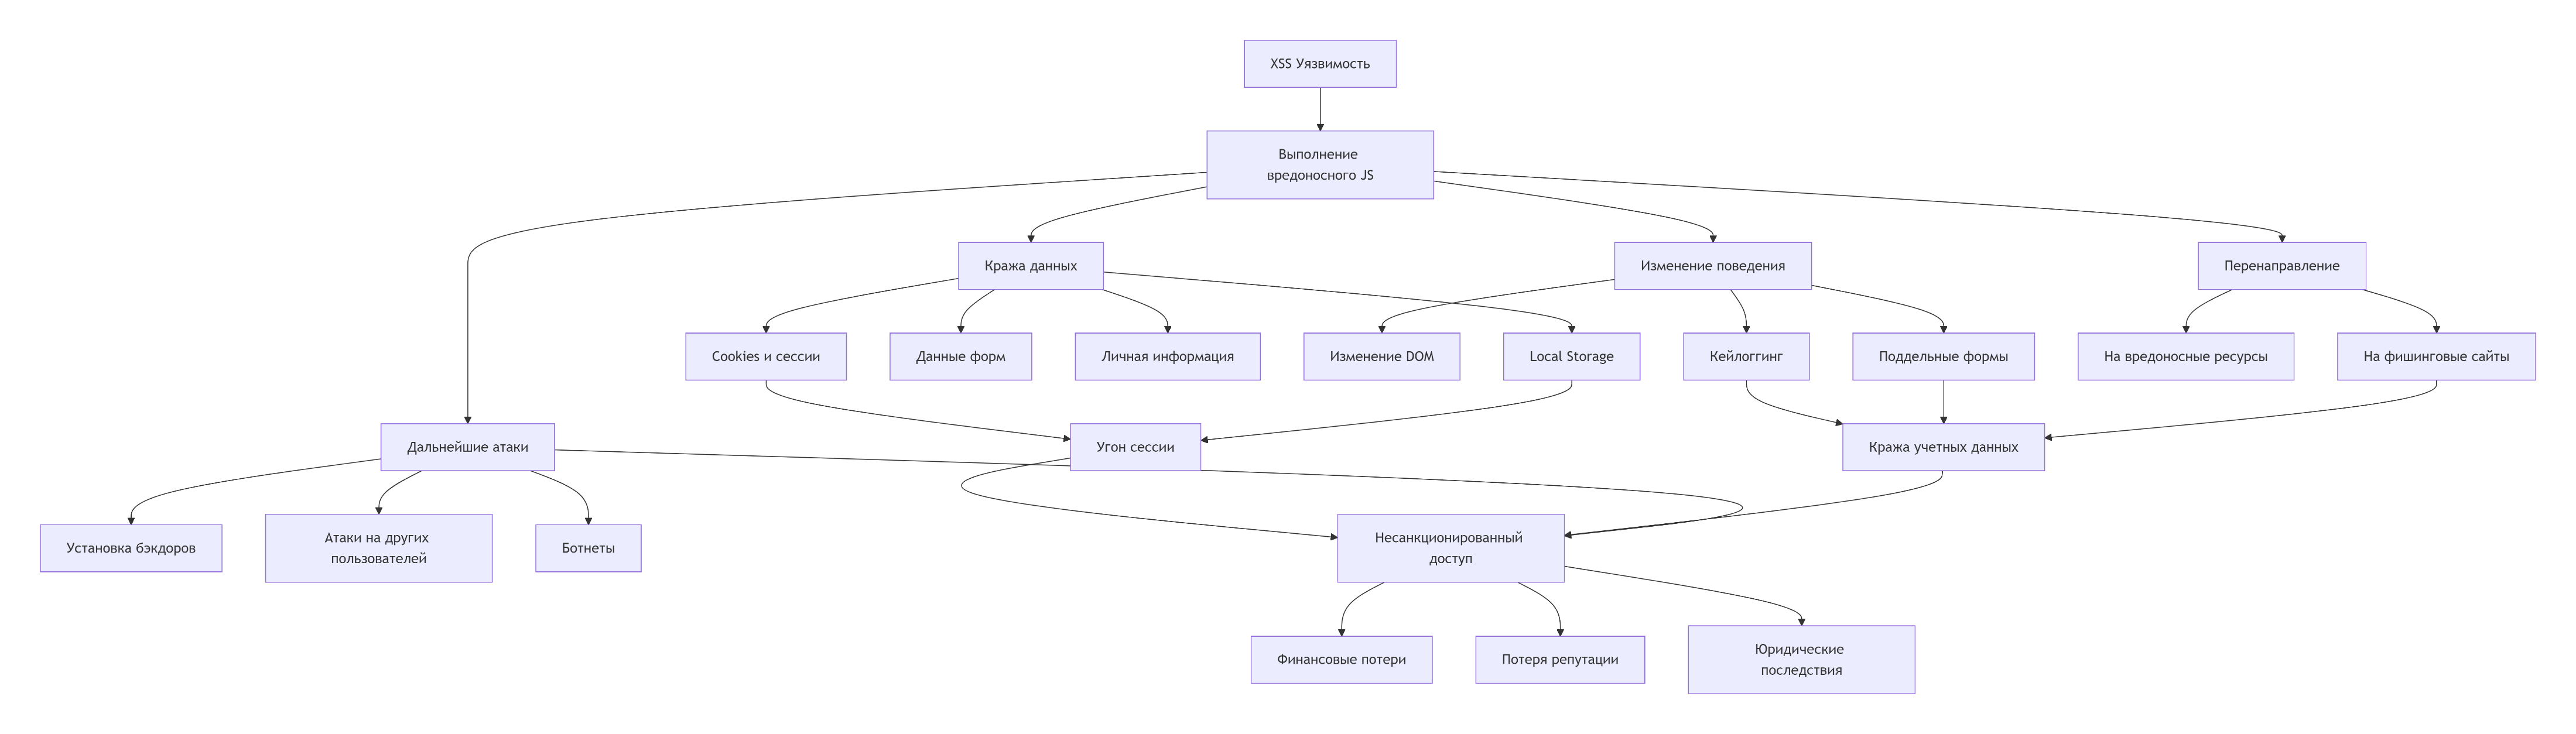 XSS Уязвимость
Выполнение
вредоносного JS
Кража данных
Изменение поведения
Перенаправление
Cookies и сессии
Данные форм
Личная информация
Изменение DOM
Local Storage
Кейлоггинг
Поддельные формы
На вредоносные ресурсы
На фишинговые сайты
Дальнейшие атаки
Угон сессии
Кража учетных данных
Установка бэкдоров
Атаки на других
пользователей
Ботнеты
Несанкционированный
доступ
Финансовые потери
Потеря репутации
Юридические
последствия